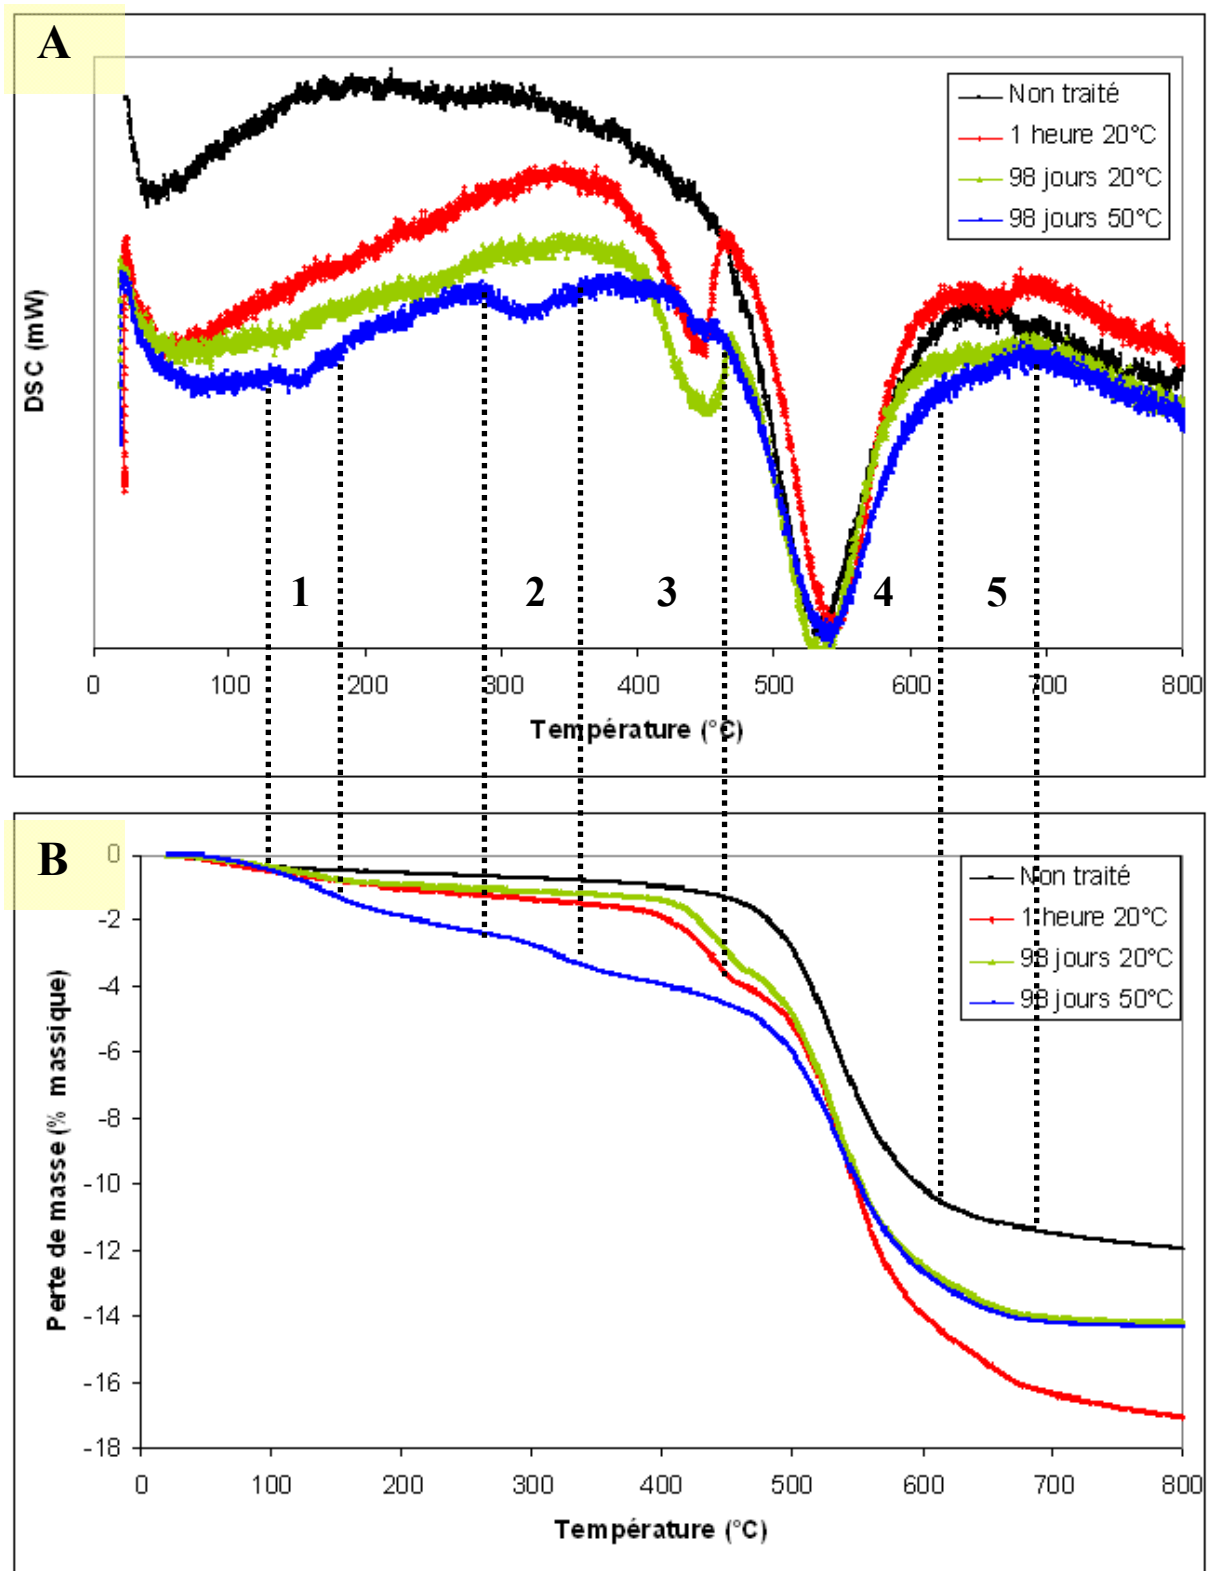 A
Non traité
1 heure 20°C
98 jours 20°C
98 jours 50°C
DSC (mW)
1
2
3
4
5
0
100
200
300
400
500
600
700
800
Température (°C)
B
0
-2
-4
-6
-8
-10
-12
-14
-16
-18
Non traité
1 heure 20°C
98 jours 20°C
98 jours 50°C
Perte de masse (% massique)
0
100
200
300
400
500
600
700
800
Température (°C)